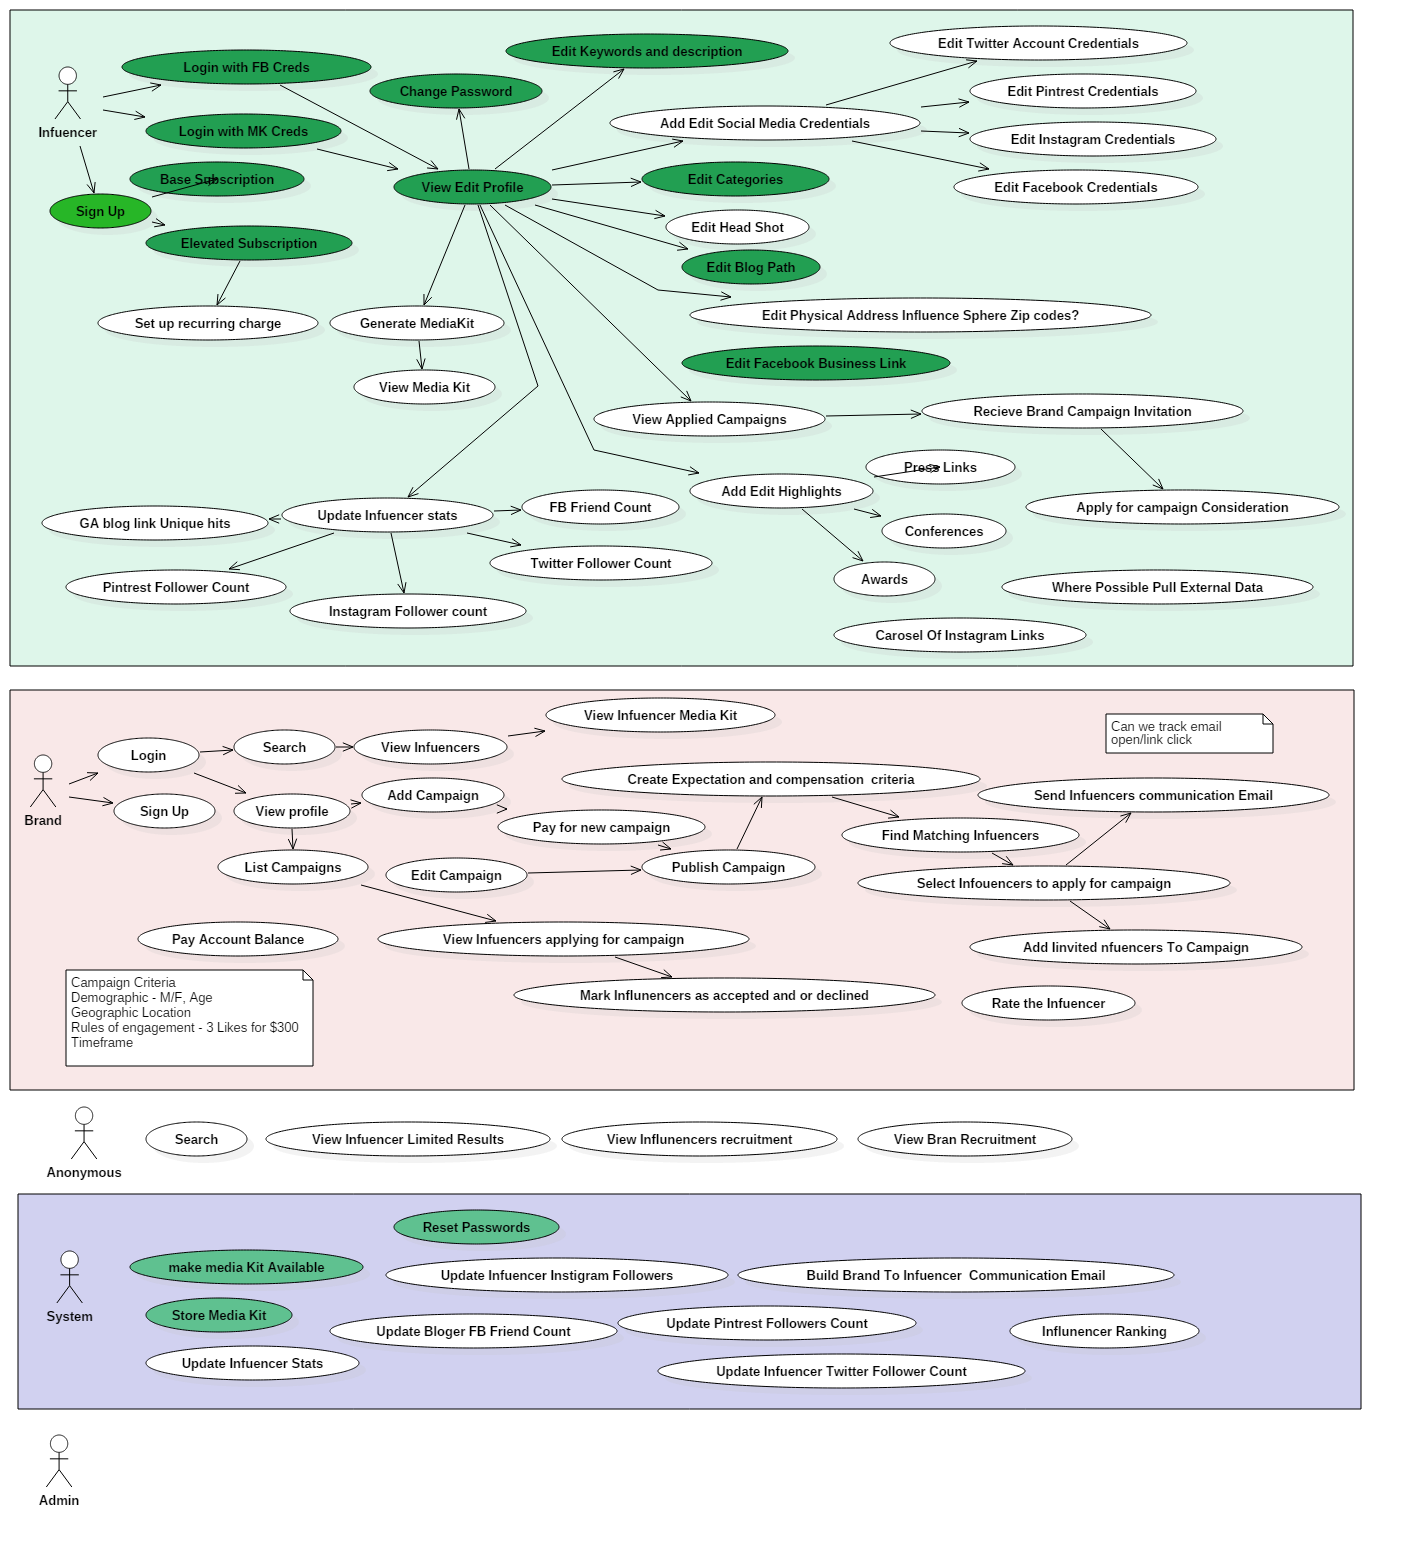 Edit Keywords and description
Edit Twitter Account Credentials
Login with FB Creds
Change Password
Edit Pintrest Credentials
Infuencer
Login with MK Creds
Add Edit Social Media Credentials
Edit Instagram Credentials
Base Subscription
View Edit Profile
Edit Categories
Edit Facebook Credentials
Sign Up
Edit Head Shot
Elevated Subscription
Edit Blog Path
Set up recurring charge
Generate MediaKit
Edit Physical Address Influence Sphere Zip codes?
Edit Facebook Business Link
View Media Kit
View Applied Campaigns
Recieve Brand Campaign Invitation
Press Links
Add Edit Highlights
Apply for campaign Consideration
GA blog link Unique hits
Update Infuencer stats
FB Friend Count
Conferences
Twitter Follower Count
Awards
Where Possible Pull External Data
Pintrest Follower Count
Instagram Follower count
Carosel Of Instagram Links
View Infuencer Media Kit
Can we track email
open/link click
Login
Search
View Infuencers
Create Expectation and compensation  criteria
Brand
Sign Up
View profile
Add Campaign
Send Infuencers communication Email
Pay for new campaign
Find Matching Infuencers
List Campaigns
Edit Campaign
Publish Campaign
Select Infouencers to apply for campaign
Pay Account Balance
View Infuencers applying for campaign
Add Iinvited nfuencers To Campaign
Campaign Criteria
Demographic - M/F, Age
Geographic Location
Rules of engagement - 3 Likes for $300
Timeframe
Mark Influnencers as accepted and or declined
Rate the Infuencer
Anonymous
Search
View Infuencer Limited Results
View Influnencers recruitment
View Bran Recruitment
Reset Passwords
System
make media Kit Available
Update Infuencer Instigram Followers
Build Brand To Infuencer  Communication Email
Store Media Kit
Update Bloger FB Friend Count
Update Pintrest Followers Count
Influnencer Ranking
Update Infuencer Stats
Update Infuencer Twitter Follower Count
Admin